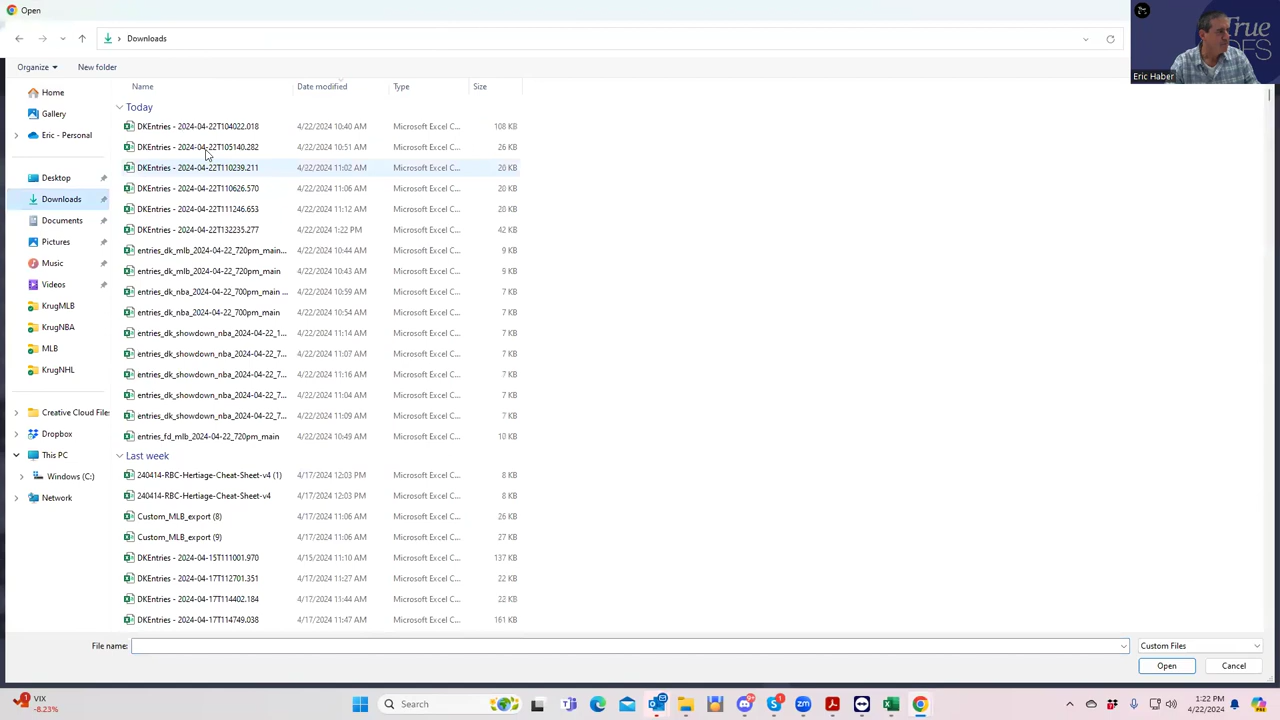 Open
Downloads
True
DFS
Eric Haber
Organize
New folder
Name Date modified Type Size
Home
Gallery
Eric - Personal
Desktop
Downloads
Documents
Pictures
Music
Videos
KrugMLB
KrugNBA
MLB
KrugNHL
Creative Cloud File:
Dropbox
This PC
Windows (C:)
Network
Today
DKEntries - 2024-04-22T104022.018 4/22/2024 10:40 AM Microsoft Excel C... 108 KB
DKEntries - 2024-04-22T105140.282 4/22/2024 10:51 AM Microsoft Excel C... 26 KB
DKEntries - 2024-04-22T110239.211 4/22/2024 11:02 AM Microsoft Excel C... 20 KB
DKEntries - 2024-04-22T110626.570 4/22/2024 11:06 AM Microsoft Excel C... 20 KB
DKEntries - 2024-04-22T111246.653 4/22/2024 11:12 AM Microsoft Excel C... 28 KB
DKEntries - 2024-04-22T132235.277 4/22/2024 1:22 PM Microsoft Excel C... 42 KB
entries_dk_mlb_2024-04-22_720pm_main... 4/22/2024 10:44 AM Microsoft Excel C... 9 KB
entries_dk_mlb_2024-04-22_720pm_main 4/22/2024 10:43 AM Microsoft Excel C... 9 KB
entries_dk_nba_2024-04-22_700pm_main ... 4/22/2024 10:59 AM Microsoft Excel C... 7 KB
entries_dk_nba_2024-04-22_700pm_main 4/22/2024 10:54 AM Microsoft Excel C... 7 KB
entries_dk_showdown_nba_2024-04-22_1... 4/22/2024 11:14 AM Microsoft Excel C... 7 KB
entries_dk_showdown_nba_2024-04-22_7... 4/22/2024 11:07 AM Microsoft Excel C... 7 KB
entries_dk_showdown_nba_2024-04-22_7... 4/22/2024 11:16 AM Microsoft Excel C... 7 KB
entries_dk_showdown_nba_2024-04-22_7... 4/22/2024 11:04 AM Microsoft Excel C... 7 KB
entries_dk_showdown_nba_2024-04-22_7... 4/22/2024 11:09 AM Microsoft Excel C... 7 KB
entries_fd_mlb_2024-04-22_720pm_main 4/22/2024 10:49 AM Microsoft Excel C... 10 KB
Last week
240414-RBC-Hertiage-Cheat-Sheet-v4 (1) 4/17/2024 12:03 PM Microsoft Excel C... 8 KB
240414-RBC-Hertiage-Cheat-Sheet-v4 4/17/2024 12:03 PM Microsoft Excel C... 8 KB
Custom_MLB_export (8) 4/17/2024 11:06 AM Microsoft Excel C... 26 KB
Custom_MLB_export (9) 4/17/2024 11:06 AM Microsoft Excel C... 27 KB
DKEntries - 2024-04-15T111001.970 4/15/2024 11:10 AM Microsoft Excel C... 137 KB
DKEntries - 2024-04-17T112701.351 4/17/2024 11:27 AM Microsoft Excel C... 22 KB
DKEntries - 2024-04-17T114402.184 4/17/2024 11:44 AM Microsoft Excel C... 22 KB
DKEntries - 2024-04-17T114749.038 4/17/2024 11:47 AM Microsoft Excel C... 161 KB
File name: Custom Files
Open Cancel
VIX
-8.23%
Search
1:22 PM
4/22/2024